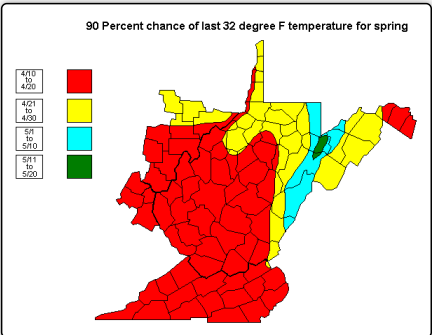 90 Percent chance of last 32 degree F temperature for spring
4/10
to
4/20
4/21
to
4/30
5/1
to
5/10
5/11
to
5/20